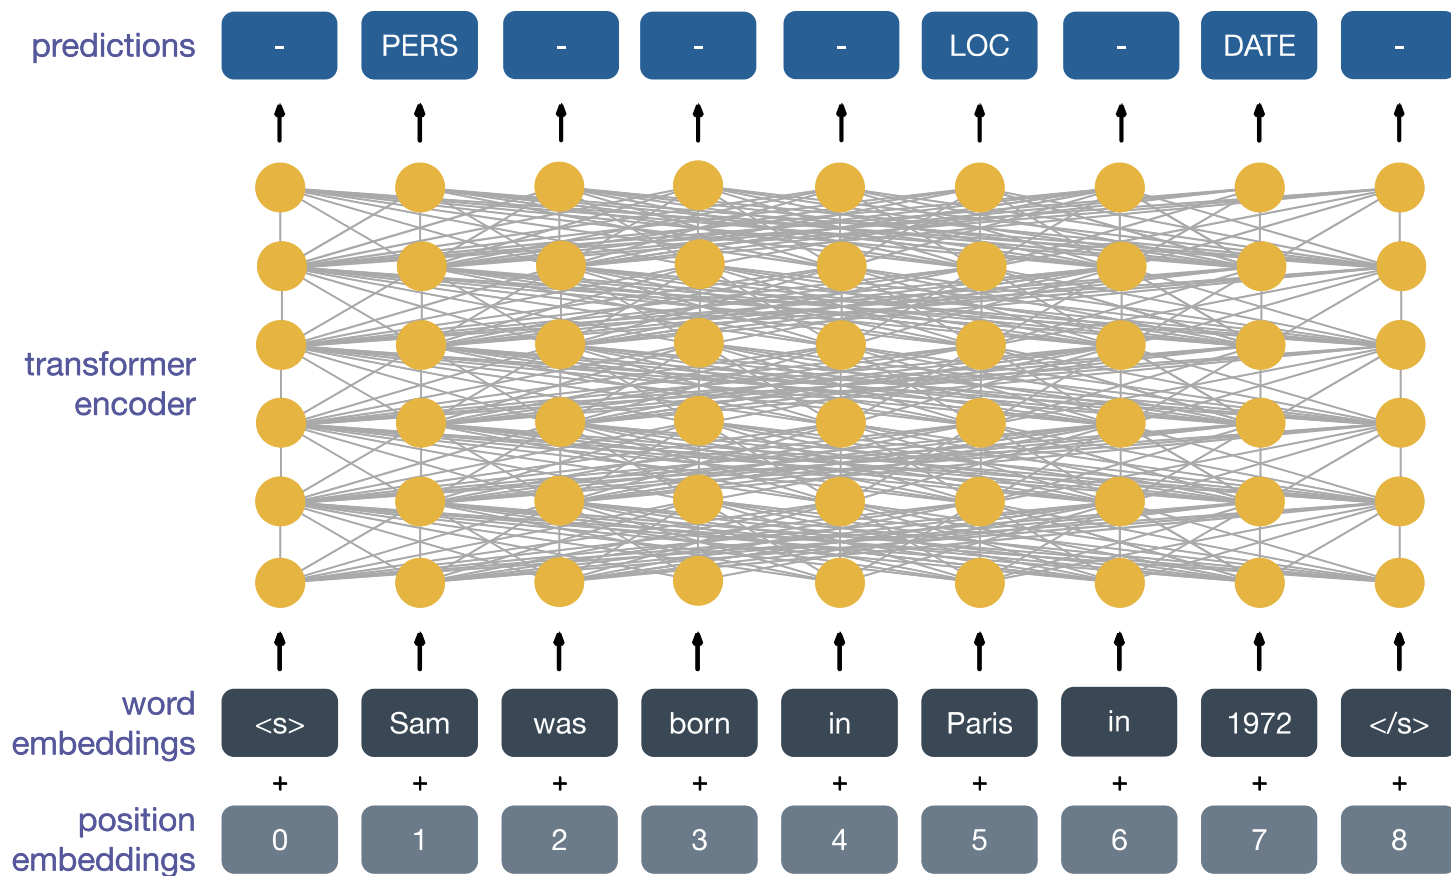 predictions - PERS - - - LOC - DATE -
transformer
encoder
word
embeddings
<s> Sam was born in Paris in 1972 </s>
+ + + + + + + + +
position
embeddings
0 1 2 3 4 5 6 7 8